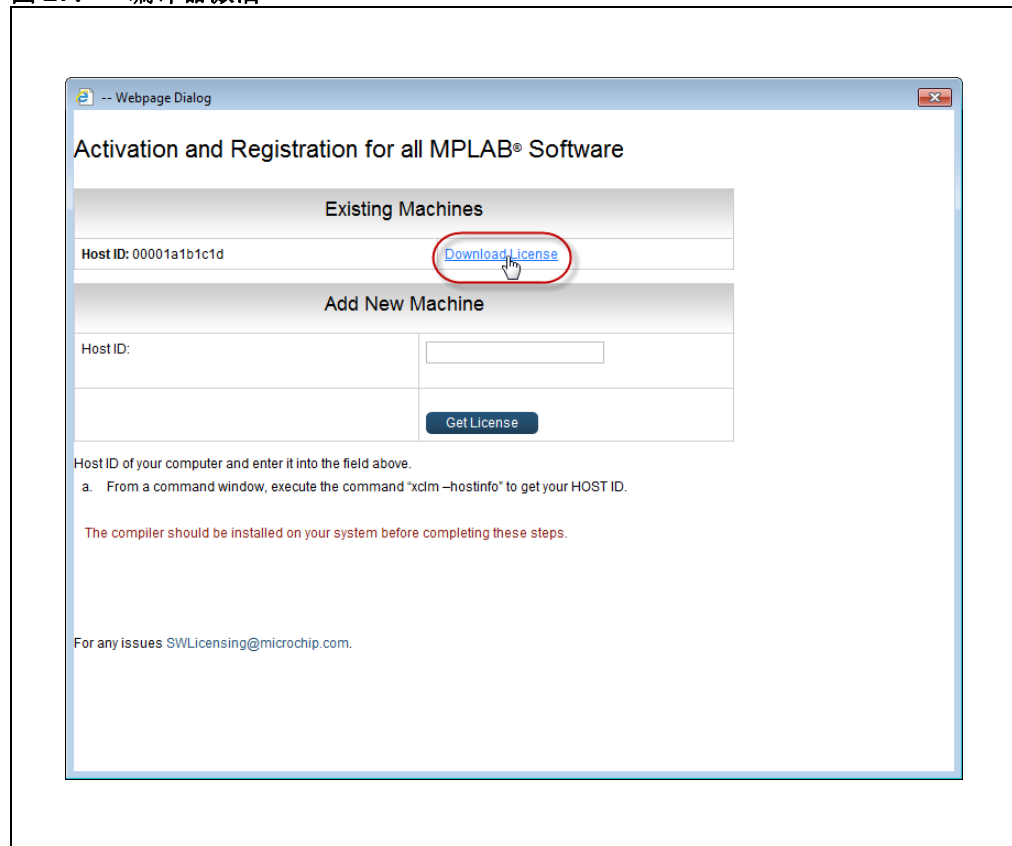 -- Webpage Dialog
Activation and Registration for all MPLAB® Software
Existing Machines
Host ID: 00001a1b1c1d
Download License
Add New Machine
Host ID:
Get License
Host ID of your computer and enter it into the field above.
a. From a command window, execute the command “xclm –hostinfo” to get your HOST ID.
The compiler should be installed on your system before completing these steps.
For any issues SWLicensing@microchip.com.